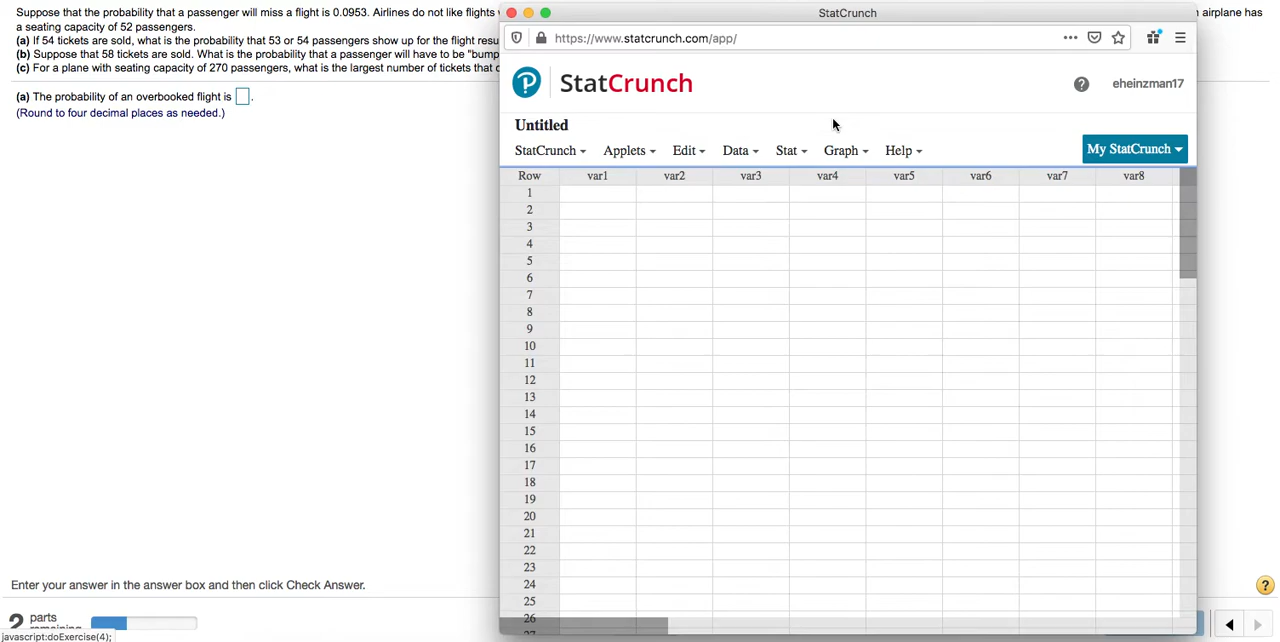 Suppose that the probability that a passenger will miss a flight is 0.0953. Airlines do not like flights
n airplane has
a seating capacity of 52 passengers.
(a) If 54 tickets are sold, what is the probability that 53 or 54 passengers show up for the flight resu
(b) Suppose that 58 tickets are sold. What is the probability that a passenger will have to be "bump
(c) For a plane with seating capacity of 270 passengers, what is the largest number of tickets that c
(a) The probability of an overbooked flight is .
(Round to four decimal places as needed.)
StatCrunch
https://www.statcrunch.com/app/
StatCrunch
eheinzman17
Untitled
StatCrunch Applets Edit Data Stat Graph Help
My StatCrunch
Row var1 var2 var3 var4 var5 var6 var7 var8
1
2
3
4
5
6
7
8
9
10
11
12
13
14
15
16
17
18
19
20
21
22
23
24
25
26
27
Enter your answer in the answer box and then click Check Answer.
?
2 parts
remaining
javascript:doExercise(4);